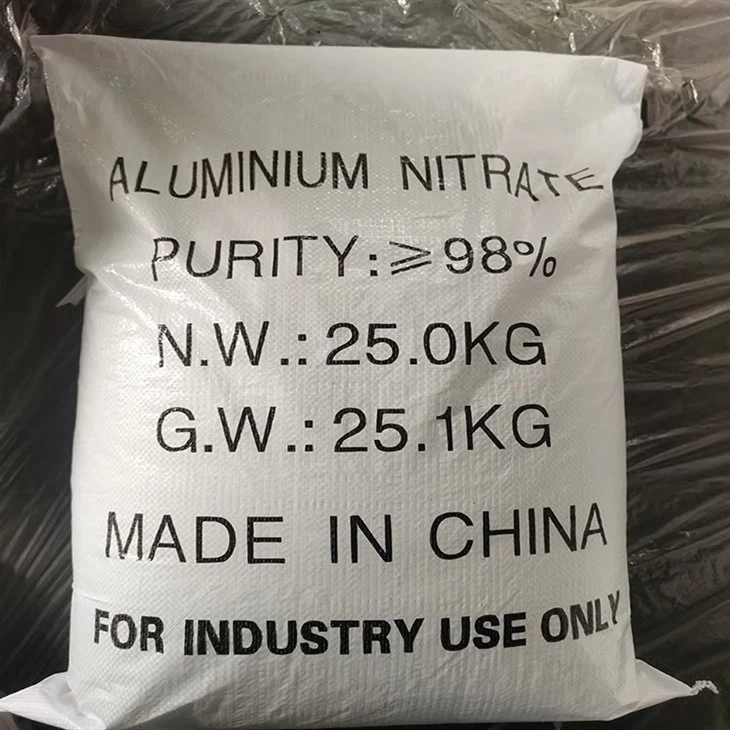 ALUMINIUM NITRATE
PURITY:⩾98%
N.W.:25.0KG
G.W.:25.1KG
MADE IN CHINA
FOR INDUSTRY USE ONLY